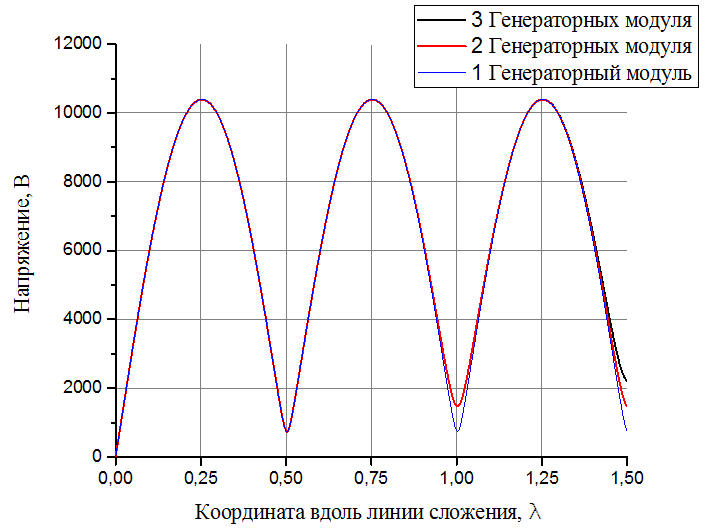 3 Генераторных модуля
2 Генераторных модуля
1 Генераторный модуль
12000
10000
8000
6000
4000
2000
0
Напряжение, В
0,00 0,25 0,50 0,75 1,00 1,25 1,50
Координата вдоль линии сложения, λ